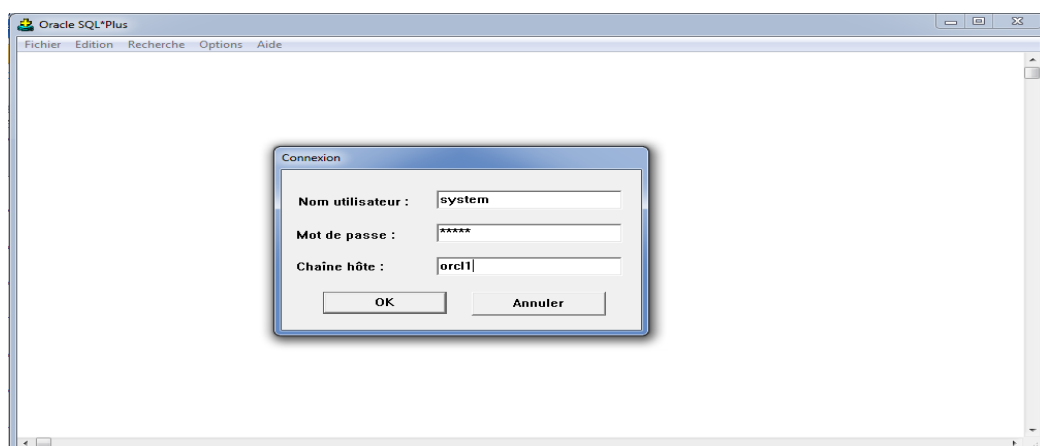 Oracle SQL*Plus
Fichier Edition Recherche Options Aide
Connexion
Nom utilisateur : system
Mot de passe : *****
Chaîne hôte : orcl1
OK Annuler